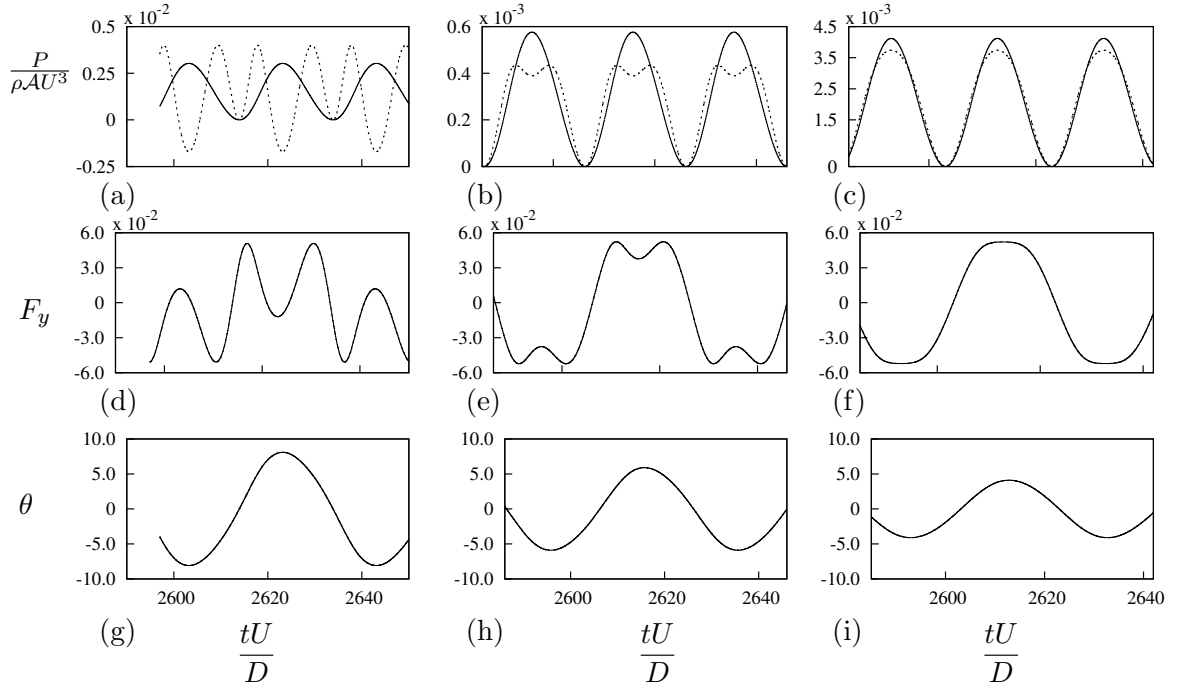 x 10-2 x 10-3 x 10-3
P/ρAU3
0.5 0.25 0 -0.25
0.6 0.4 0.2 0
4.5 3.5 2.5 1.5 0
(a) (b) (c)
x 10-2 x 10-2 x 10-2
Fy
6.0 3.0 0 -3.0 -6.0
6.0 3.0 0 -3.0 -6.0
6.0 3.0 0 -3.0 -6.0
(d) (e) (f)
θ
10.0 5.0 0 -5.0 -10.0
10.0 5.0 0 -5.0 -10.0
10.0 5.0 0 -5.0 -10.0
2600 2620 2640 2600 2620 2640 2600 2620 2640
(g) tU/D (h) tU/D (i) tU/D